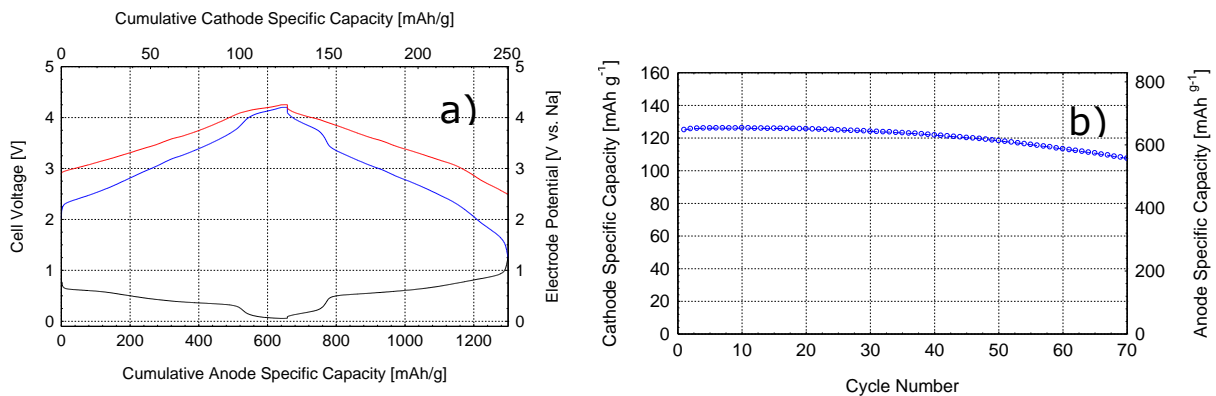 Cumulative Cathode Specific Capacity [mAh/g]
0 50 100 150 200 250
5 5
4 4
3 3
2 2
1 1
0 0
Cell Voltage [V]
Electrode Potential [V vs. Na]
a)
0 200 400 600 800 1000 1200
Cumulative Anode Specific Capacity [mAh/g]
160
140
120
100
80
60
40
20
0
Cathode Specific Capacity [mAh g-1]
b)
800
600
400
200
0
Anode Specific Capacity [mAh g-1]
0 10 20 30 40 50 60 70
Cycle Number